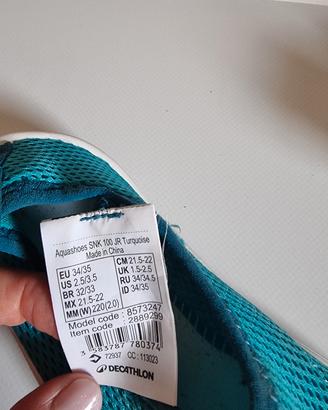 Aquashoes SNK 100 JR Turquoise
Made in China
EU 34/35 CM 21.5-22
US 2.5/3.5 UK 1.5-2.5
BR 32/33 RU 34/34.5
MX 21.5-22 ID 34/35
MM(W) 220(2.0)
Model code : 8573247
Item code : 2889299
3 583787 780374
72937 CC : 113023
DECATHLON